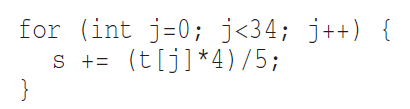 for (int j=0; j<34; j++) {
s += (t[j]*4)/5;
}